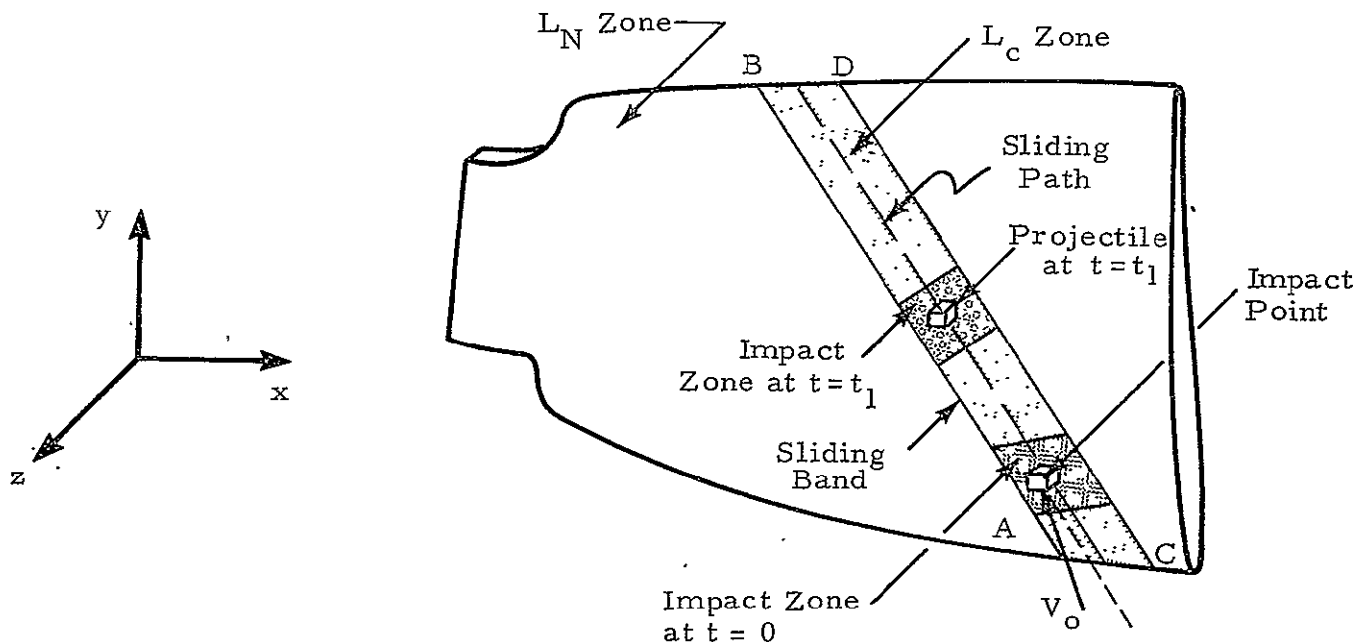 L_N Zone
L_c Zone
B
D
Sliding
Path
y
Projectile
at t=t_1
Impact
Point
x
Impact
Zone at t=t_1
z
Sliding
Band
A
C
Impact Zone
at t = 0
V_o